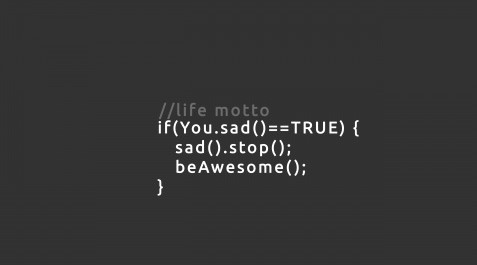 //life motto
if(You.sad()==TRUE) {
sad().stop();
beAwesome();
}